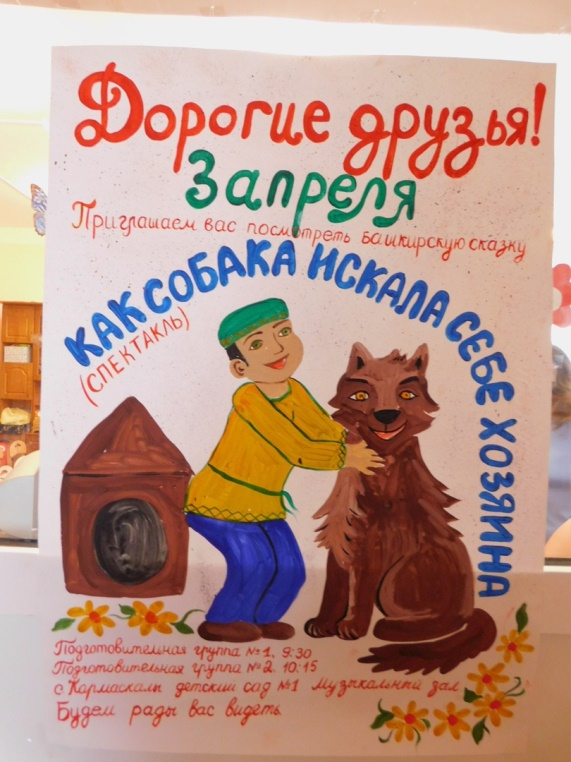 Дорогие друзья!
3 апреля
Приглашаем вас посмотреть башкирскую сказку
КАК СОБАКА ИСКАЛА СЕБЕ ХОЗЯИНА
(СПЕКТАКЛЬ)
Подготовительная группа №1, 9:30
Подготовительная группа №2. 10:15
с Кармаскалы детский сад №1 музыкальный зал
Будем рады вас видеть